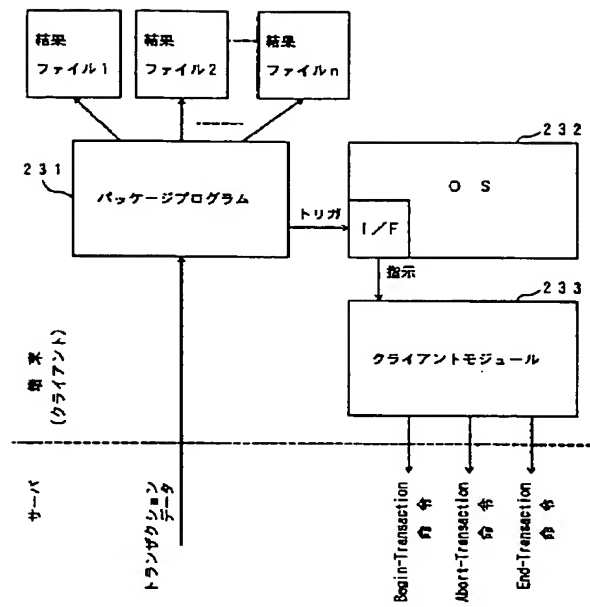 結果
ファイル1
結果
ファイル2
結果
ファイルn
231
パッケージプログラム
トリガ
232
OS
I/F
指示
233
クライアントモジュール
端末
(クライアント)
サーバ
トランザクション
データ
Begin-Transaction
命令
Abort-Transaction
命令
End-Transaction
命令